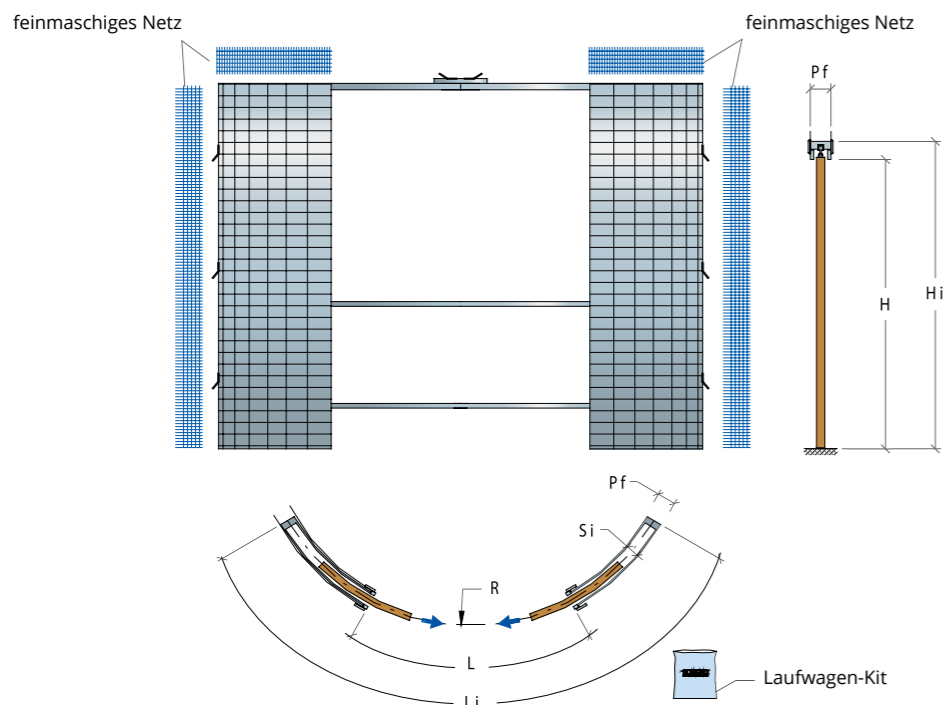 feinmaschiges Netz
feinmaschiges Netz
Pf
H
Hi
Pf
Si
R
L
Li
Laufwagen-Kit